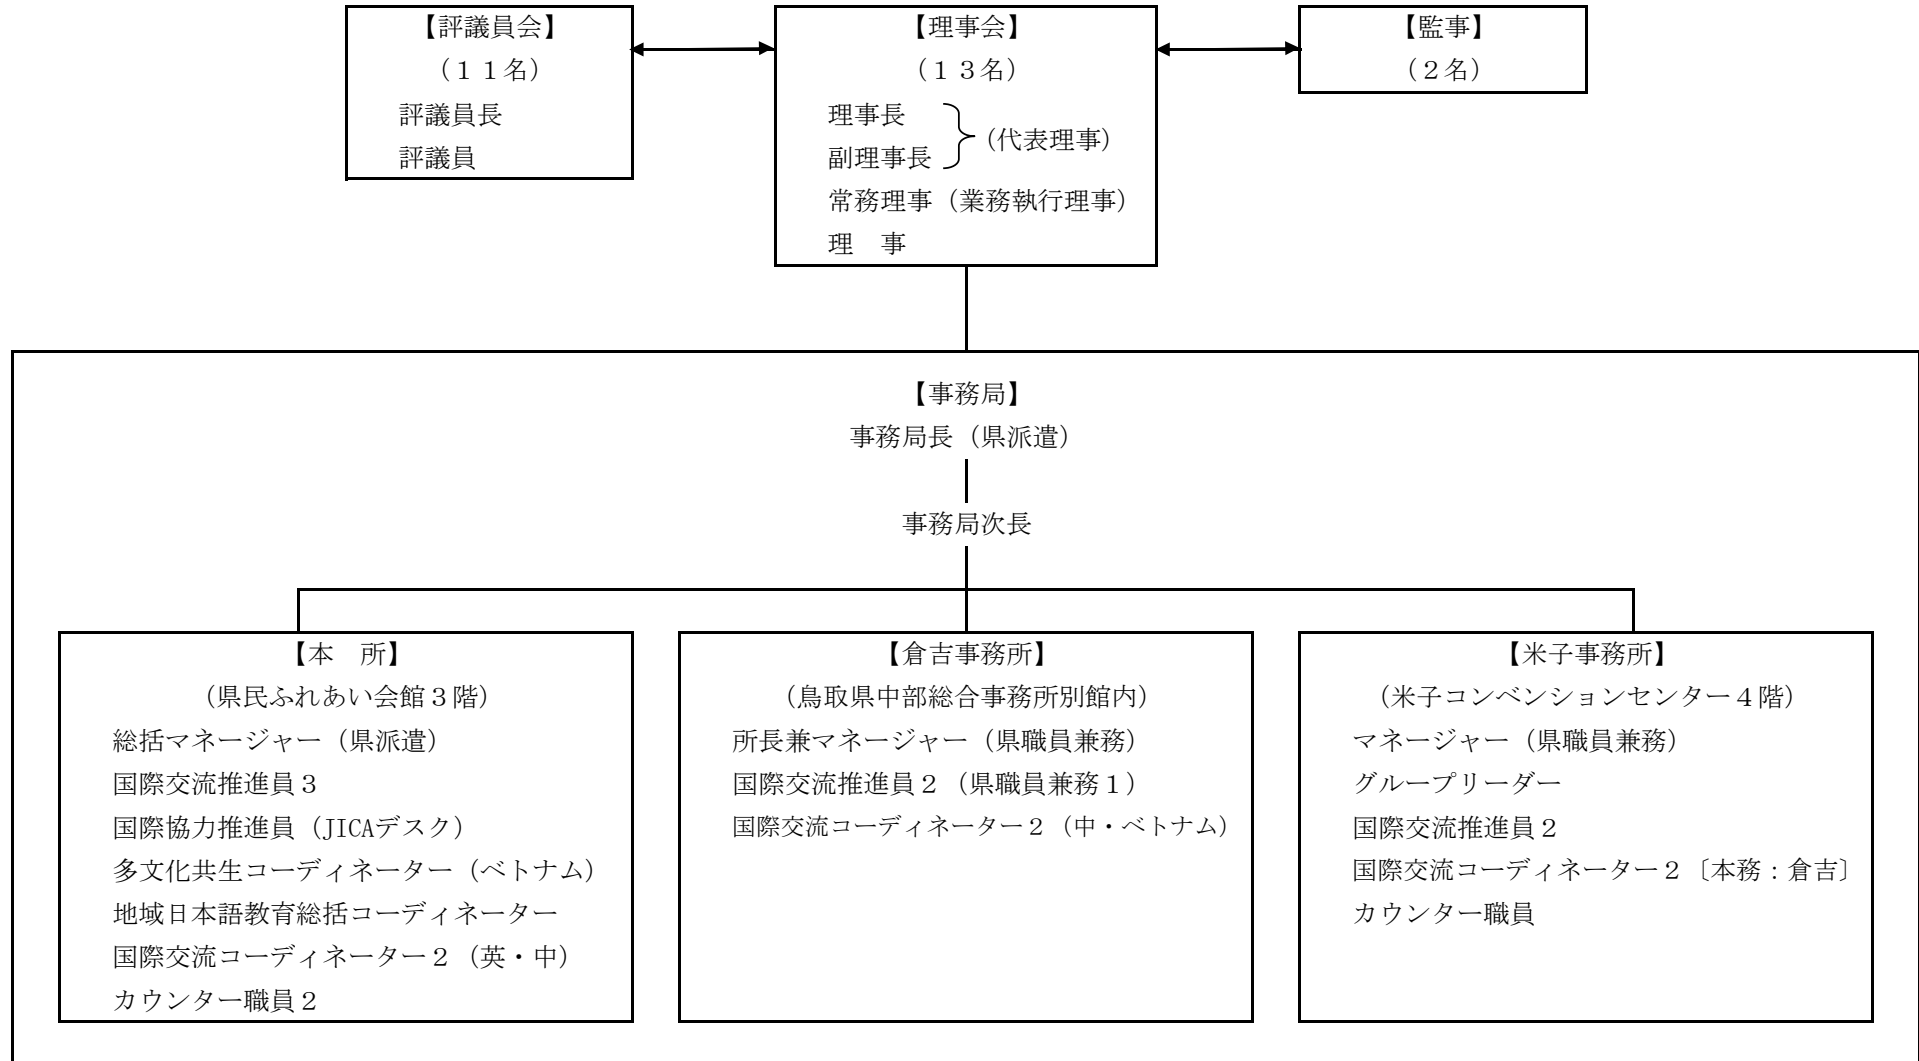 【評議員会】
（１１名）
評議員長
評議員
【理事会】
（１３名）
理事長
副理事長
（代表理事）
常務理事（業務執行理事）
理　事
【監事】
（２名）
【事務局】
事務局長（県派遣）
事務局次長
【本　所】
（県民ふれあい会館３階）
総括マネージャー（県派遣）
国際交流推進員３
国際協力推進員（JICAデスク）
多文化共生コーディネーター（ベトナム）
地域日本語教育総括コーディネーター
国際交流コーディネーター２（英・中）
カウンター職員２
【倉吉事務所】
（鳥取県中部総合事務所別館内）
所長兼マネージャー（県職員兼務）
国際交流推進員２（県職員兼務１）
国際交流コーディネーター２（中・ベトナム）
【米子事務所】
（米子コンベンションセンター４階）
マネージャー（県職員兼務）
グループリーダー
国際交流推進員２
国際交流コーディネーター２〔本務：倉吉〕
カウンター職員